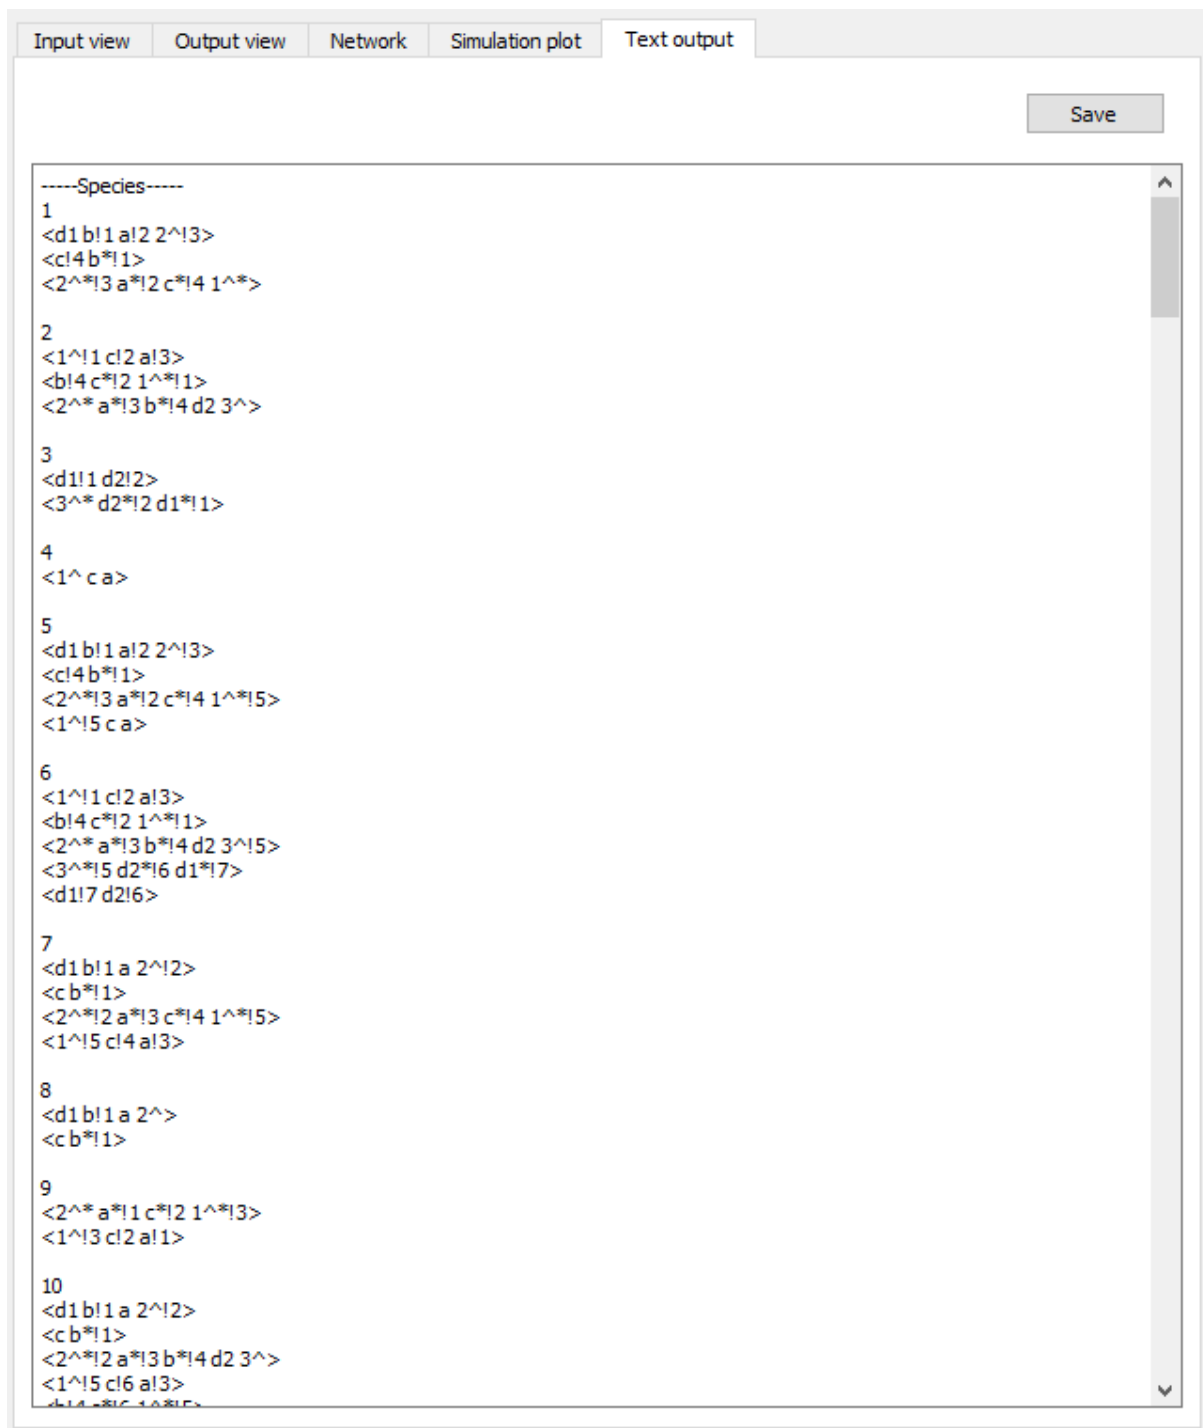 Input view Output view Network Simulation plot Text output
Save
-----Species-----
1
<d1 b!1 a!2 2^!3>
<c!4 b*!1>
<2^*!3 a*!2 c*!4 1^*>
2
<1^!1 c!2 a!3>
<b!4 c*!2 1^*!1>
<2^* a*!3 b*!4 d2 3^>
3
<d1!1 d2!2>
<3^* d2*!2 d1*!1>
4
<1^ c a>
5
<d1 b!1 a!2 2^!3>
<c!4 b*!1>
<2^*!3 a*!2 c*!4 1^*!5>
<1^!5 c a>
6
<1^!1 c!2 a!3>
<b!4 c*!2 1^*!1>
<2^* a*!3 b*!4 d2 3^!5>
<3^*!5 d2*!6 d1*!7>
<d1!7 d2!6>
7
<d1 b!1 a 2^!2>
<c b*!1>
<2^*!2 a*!3 c*!4 1^*!5>
<1^!5 c!4 a!3>
8
<d1 b!1 a 2^>
<c b*!1>
9
<2^* a*!1 c*!2 1^*!3>
<1^!3 c!2 a!1>
10
<d1 b!1 a 2^!2>
<c b*!1>
<2^*!2 a*!3 b*!4 d2 3^>
<1^!5 c!6 a!3>
<b!4 c*!6 1^*!5>